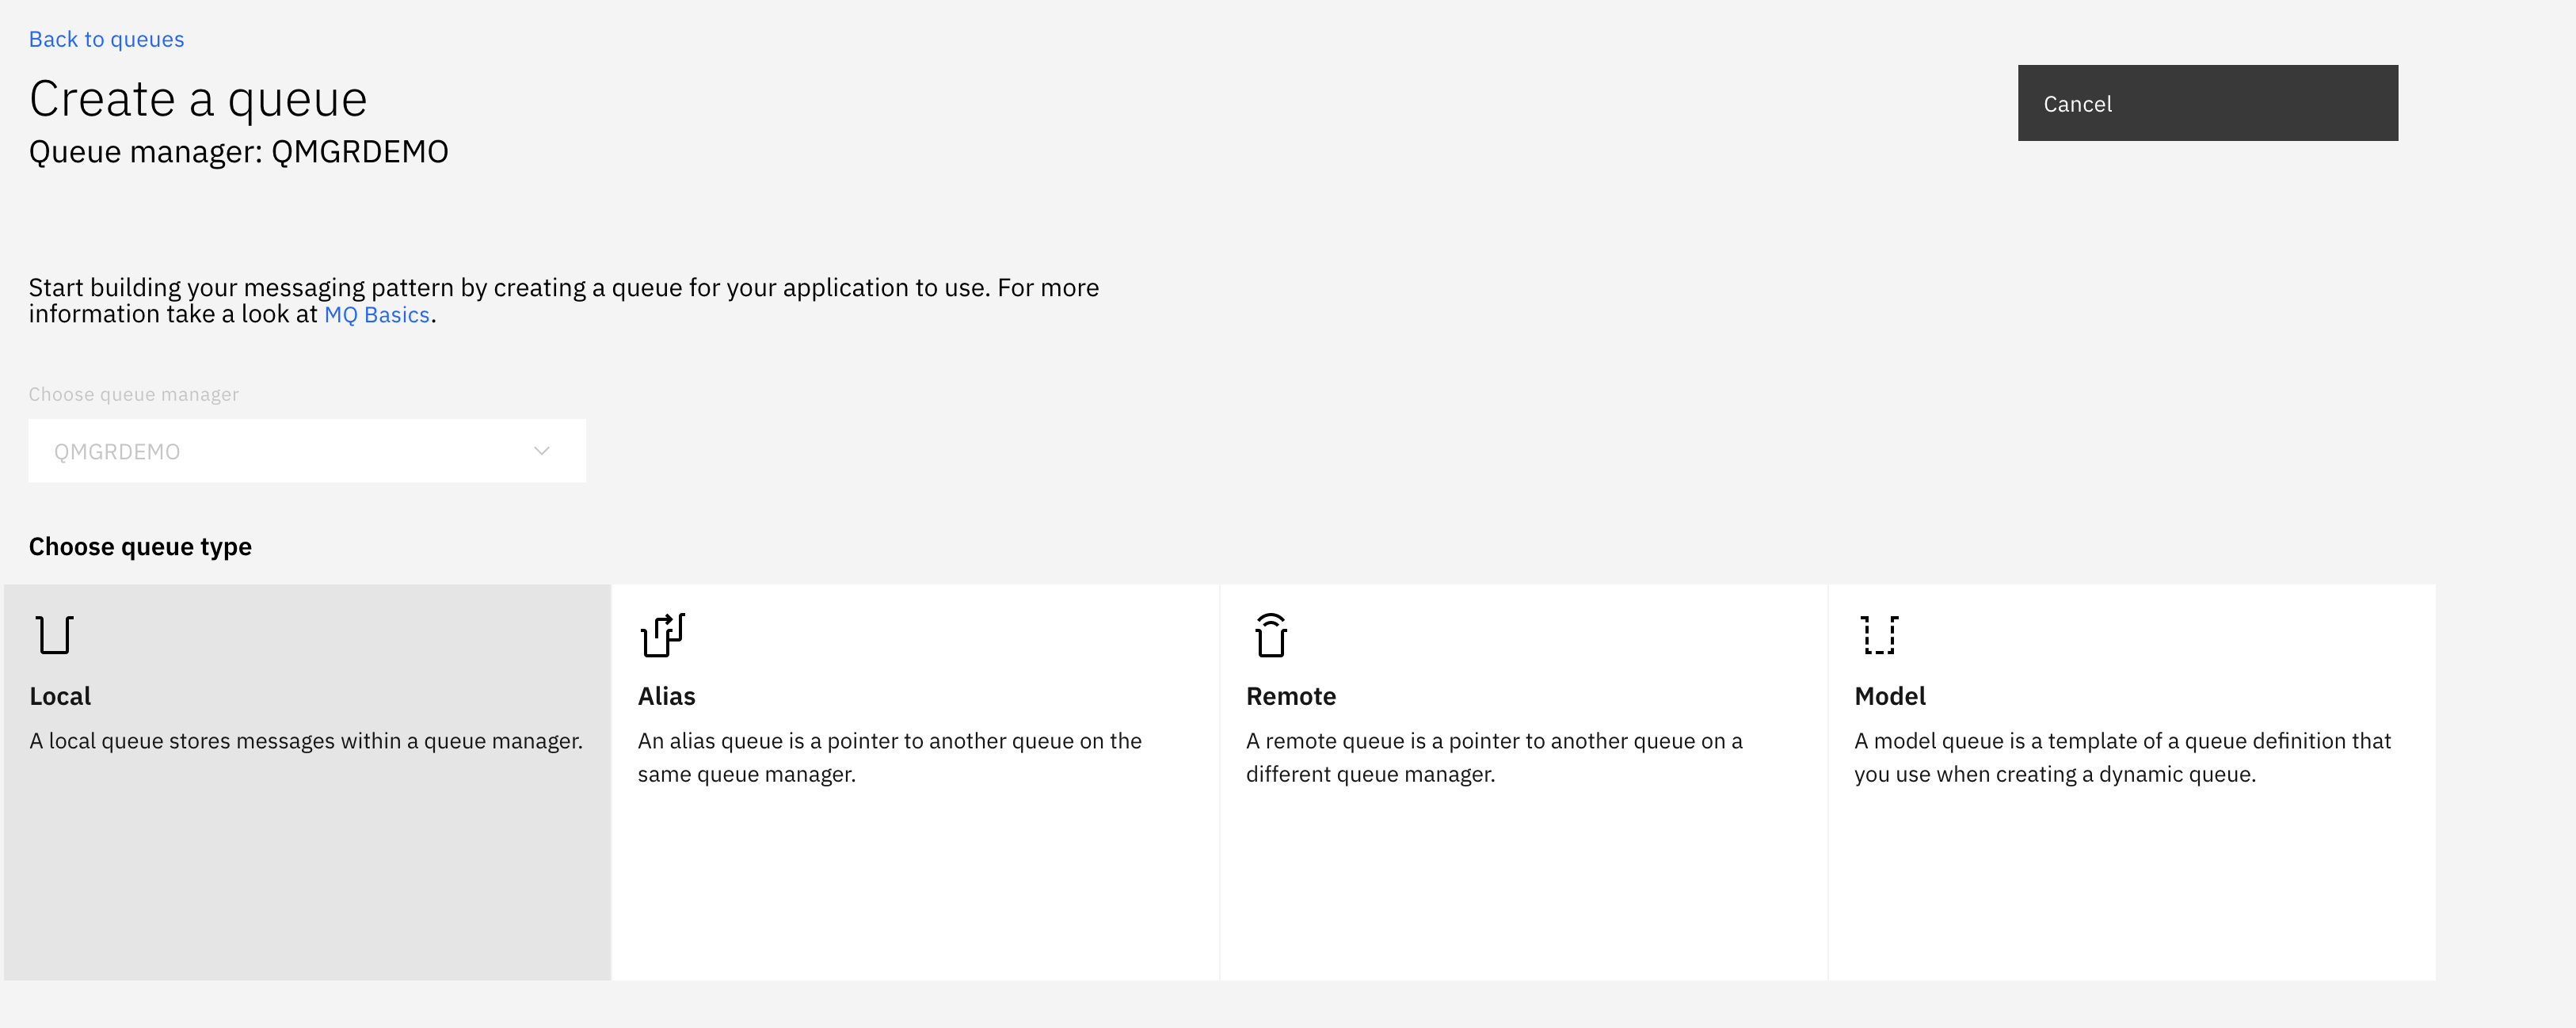 Back to queues
Create a queue
Cancel
Queue manager: QMGRDEMO
Start building your messaging pattern by creating a queue for your application to use. For more
information take a look at MQ Basics.
Choose queue manager
QMGRDEMO
Choose queue type
Local
A local queue stores messages within a queue manager.
Alias
An alias queue is a pointer to another queue on the
same queue manager.
Remote
A remote queue is a pointer to another queue on a
different queue manager.
Model
A model queue is a template of a queue definition that
you use when creating a dynamic queue.